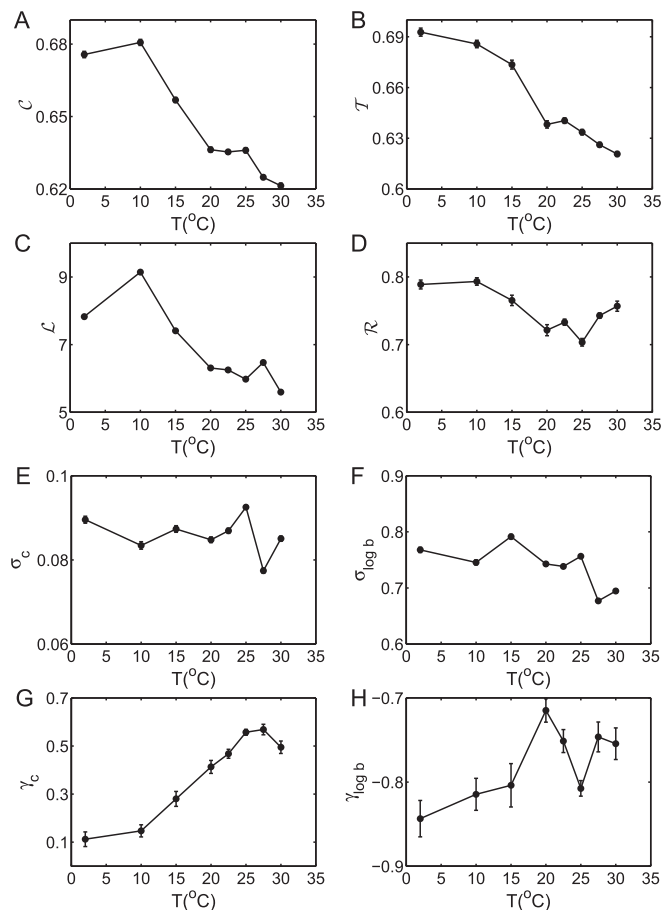 A
0.68
0.65
0.62
𝒞
0 5 10 15 20 25 30 35
T(°C)
B
0.69
0.66
0.63
0.6
𝒯
0 5 10 15 20 25 30 35
T(°C)
C
9
7
5
ℒ
0 5 10 15 20 25 30 35
T(°C)
D
0.8
0.7
0.6
ℛ
0 5 10 15 20 25 30 35
T(°C)
E
0.1
0.08
0.06
σc
0 5 10 15 20 25 30 35
T(°C)
F
0.9
0.8
0.7
0.6
σlog b
0 5 10 15 20 25 30 35
T(°C)
G
0.7
0.5
0.3
0.1
γc
0 5 10 15 20 25 30 35
T(°C)
H
−0.7
−0.8
−0.9
γlog b
0 5 10 15 20 25 30 35
T(°C)